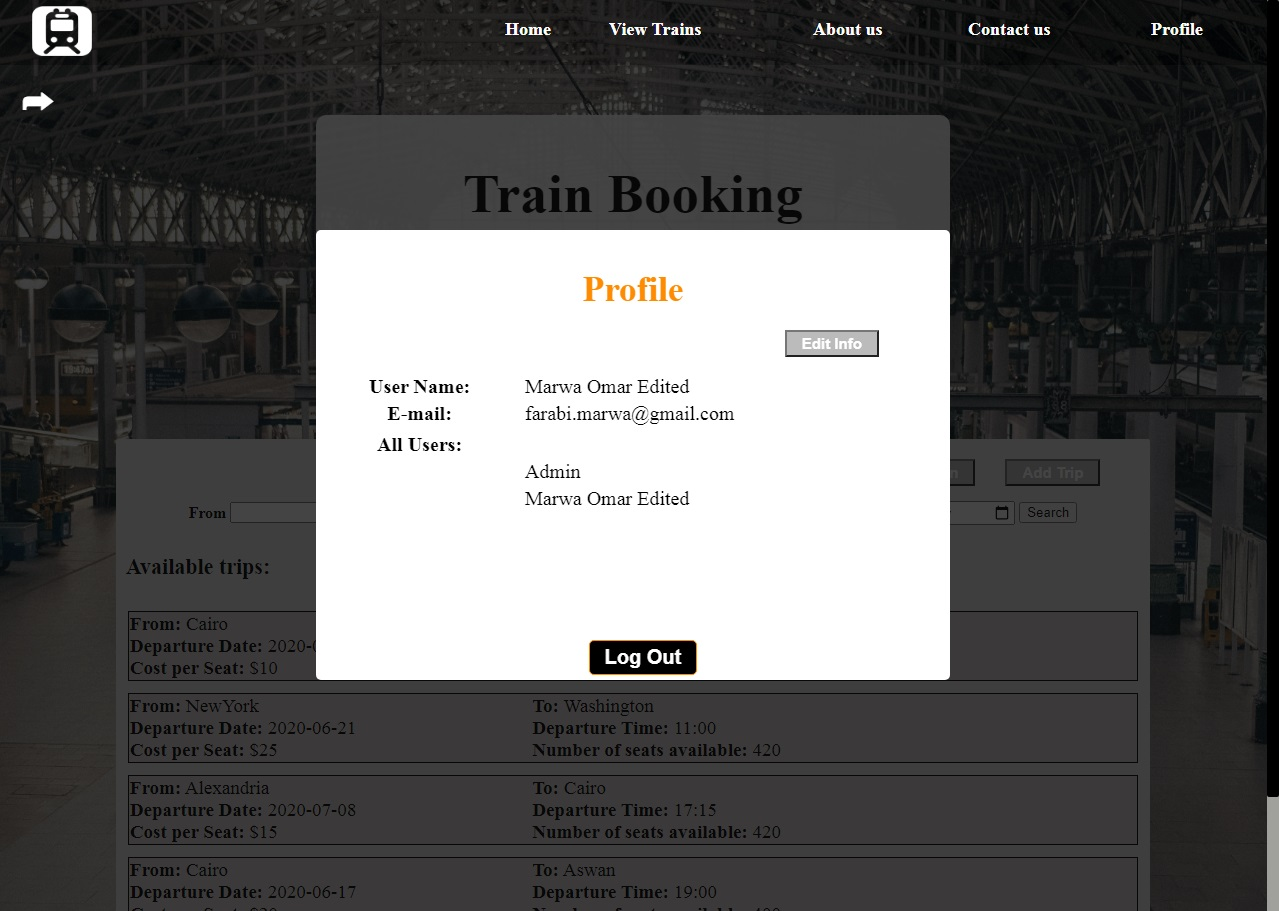 Home View Trains About us Contact us Profile
Train Booking
Profile
Edit Info
User Name: Marwa Omar Edited
E-mail: farabi.marwa@gmail.com
All Users:
Admin
Marwa Omar Edited
Log Out
Add Trip
From Search
Available trips:
From: Cairo
Departure Date: 2020-0
Cost per Seat: $10
From: NewYork To: Washington
Departure Date: 2020-06-21 Departure Time: 11:00
Cost per Seat: $25 Number of seats available: 420
From: Alexandria To: Cairo
Departure Date: 2020-07-08 Departure Time: 17:15
Cost per Seat: $15 Number of seats available: 420
From: Cairo To: Aswan
Departure Date: 2020-06-17 Departure Time: 19:00